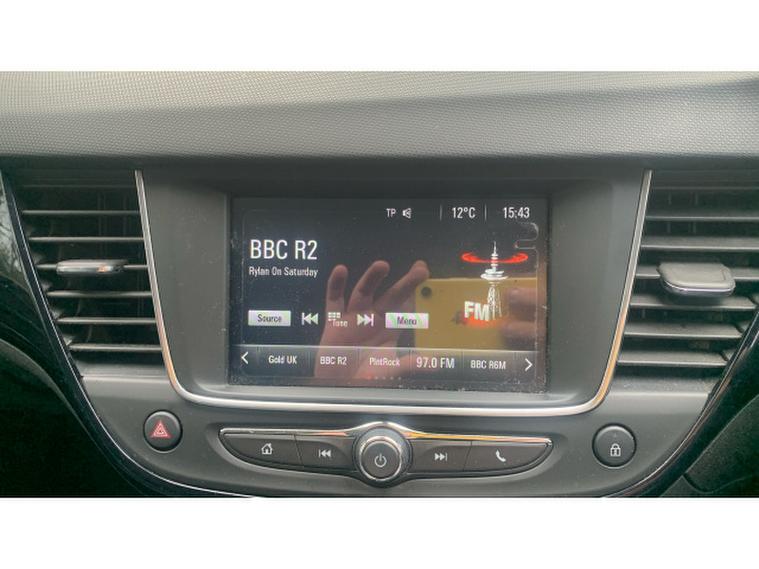 TP 12°C 15:43
BBC R2
Rylan On Saturday
FM
Source Tone Menu
Gold UK BBC R2 PlntRock 97.0 FM BBC R6M